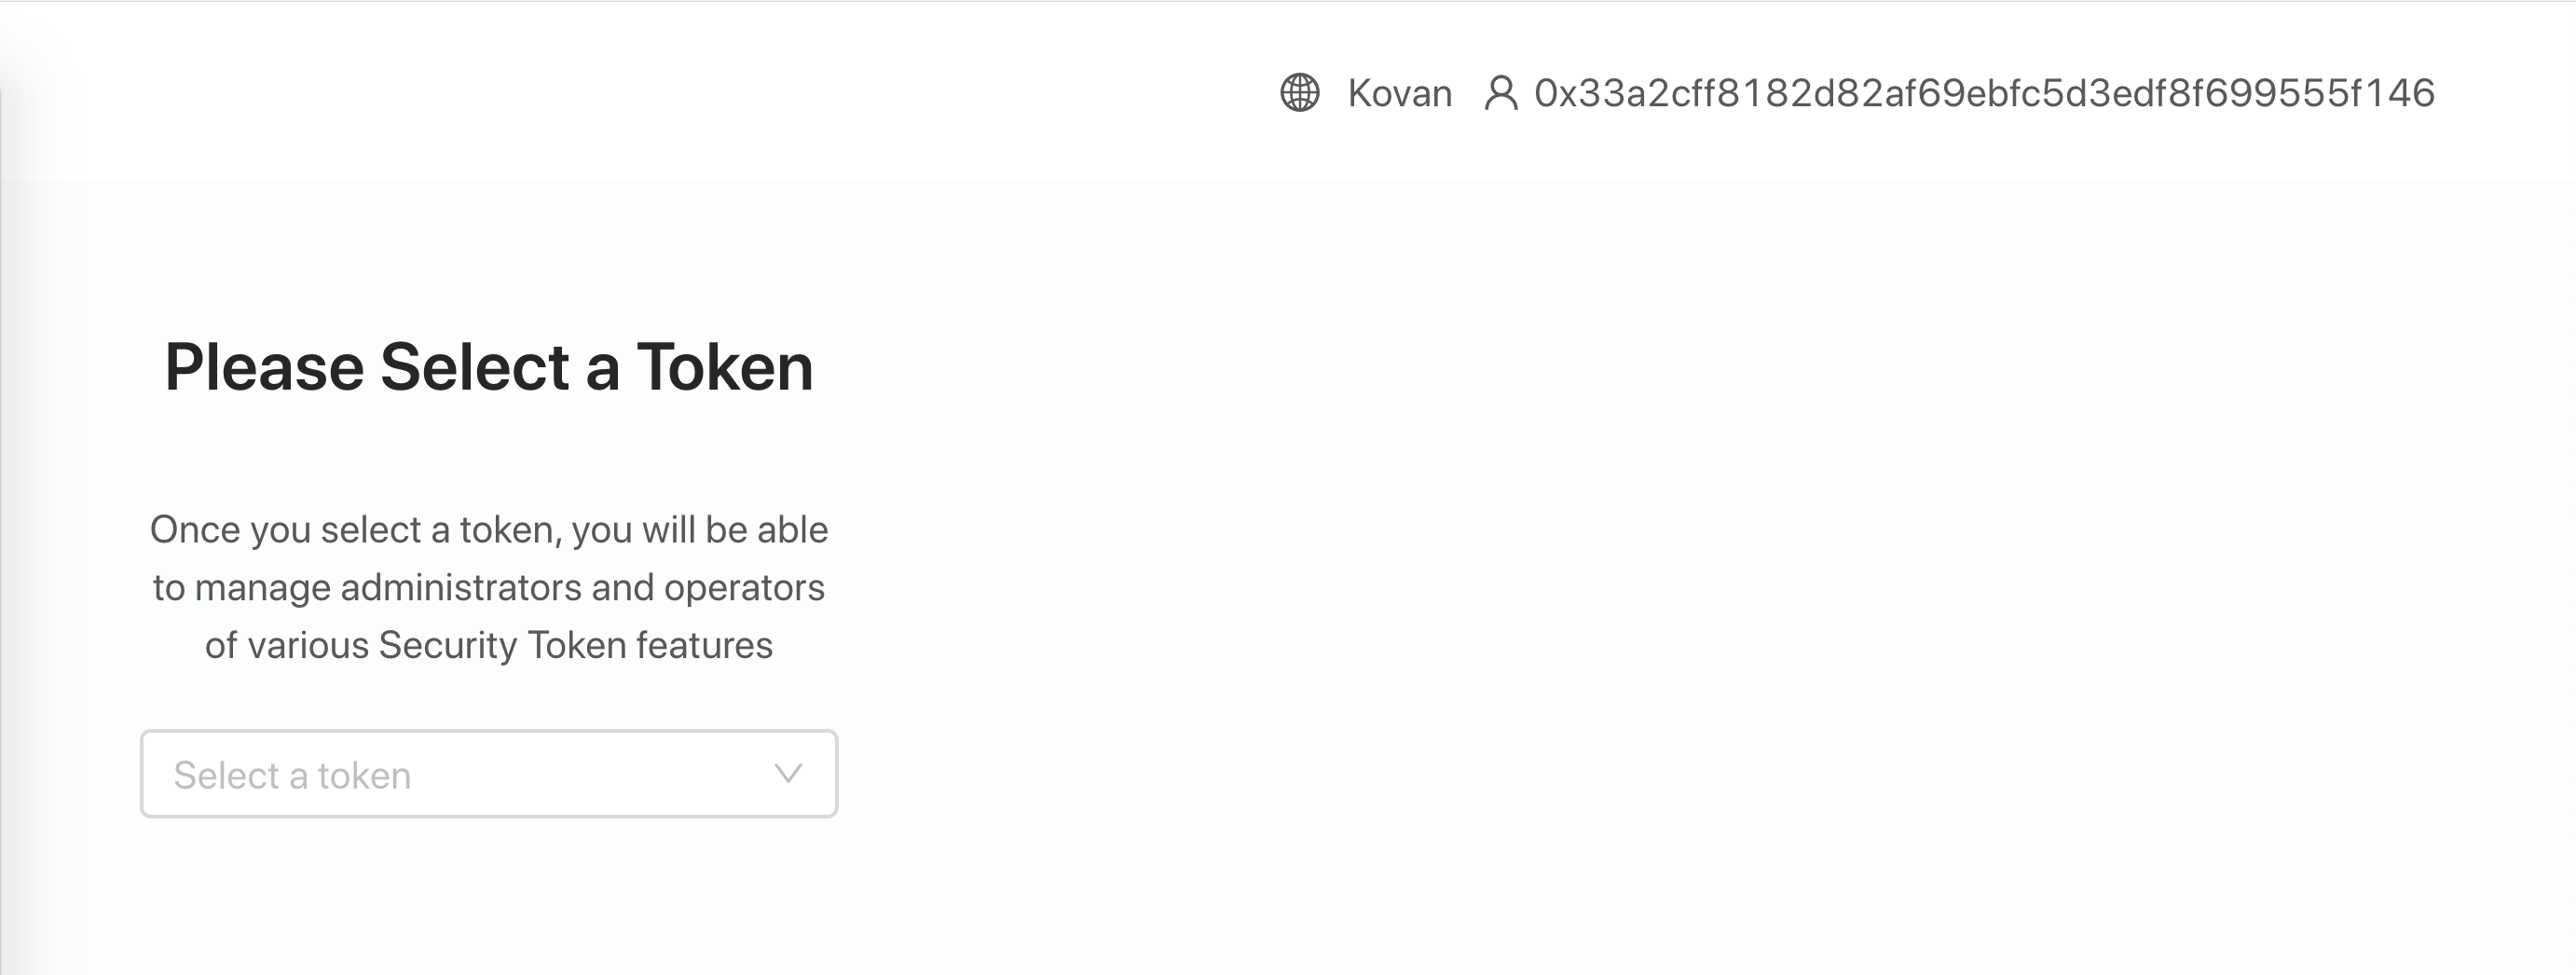 Kovan 0x33a2cff8182d82af69ebfc5d3edf8f699555f146
Please Select a Token
Once you select a token, you will be able
to manage administrators and operators
of various Security Token features
Select a token